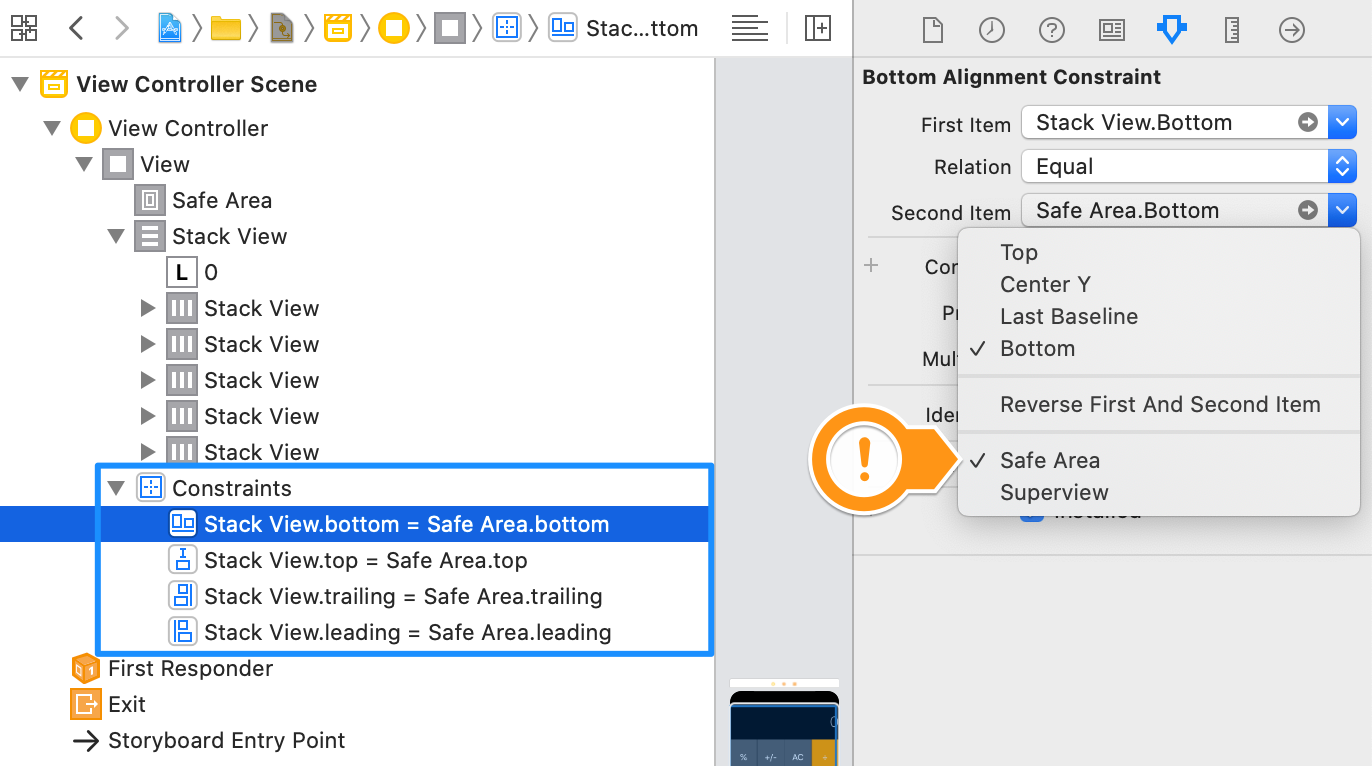 Stac...ttom
View Controller Scene
View Controller
View
Safe Area
Stack View
L 0
Stack View
Stack View
Stack View
Stack View
Stack View
Constraints
Stack View.bottom = Safe Area.bottom
Stack View.top = Safe Area.top
Stack View.trailing = Safe Area.trailing
Stack View.leading = Safe Area.leading
First Responder
Exit
Storyboard Entry Point
% +/- AC ÷
Bottom Alignment Constraint
First Item Stack View.Bottom
Relation Equal
Second Item Safe Area.Bottom
Top
Center Y
Last Baseline
Bottom
Reverse First And Second Item
Safe Area
Superview
+ Con
Pr
Mult
Iden
!
Installed